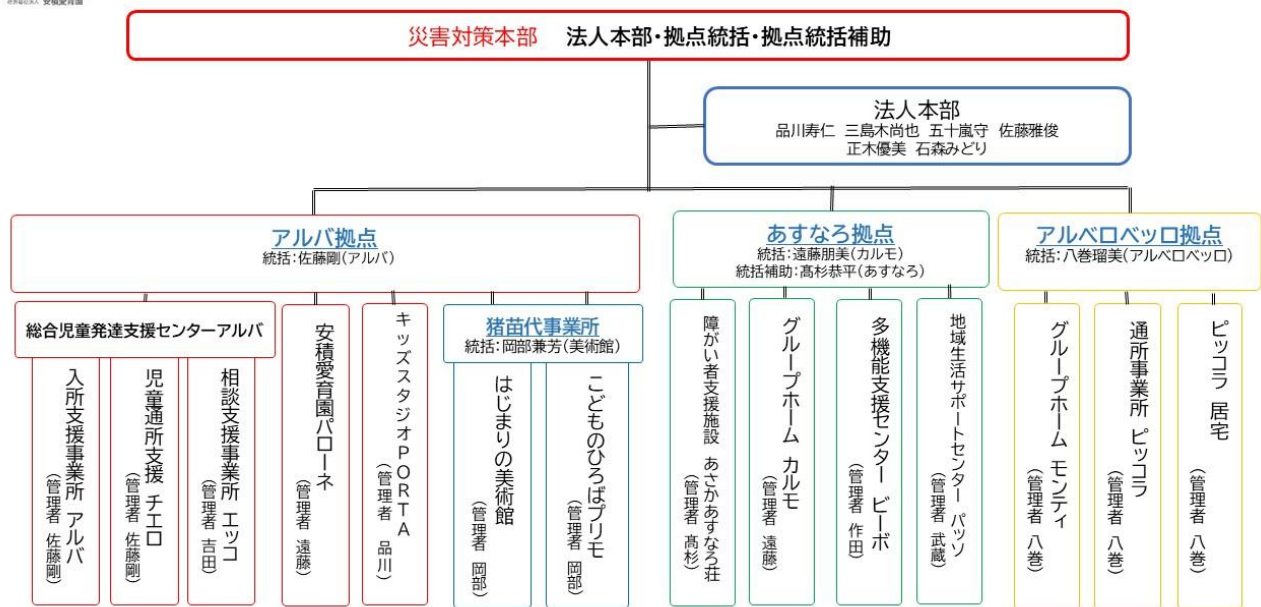 社会福祉法人 安積愛育園
災害対策本部 法人本部・拠点統括・拠点統括補助
法人本部
品川寿仁 三島木尚也 五十嵐守 佐藤雅俊
正木優美 石森みどり
アルバ拠点
統括：佐藤剛(アルバ)
あすなろ拠点
統括：遠藤朋美(カルモ)
統括補助：髙杉恭平(あすなろ)
アルベロベッロ拠点
統括：八巻瑠美(アルベロベッロ)
総合児童発達支援センターアルバ
入所支援事業所 アルバ
（管理者 佐藤剛）
児童通所支援 チエロ
（管理者 佐藤剛）
相談支援事業所 エッコ
（管理者 吉田）
安積愛育園パローネ
（管理者 遠藤）
キッズスタジオPORTA
（管理者 品川）
猪苗代事業所
統括：岡部兼芳(美術館)
はじまりの美術館
（管理者 岡部）
こどものひろばプリモ
（管理者 岡部）
障がい者支援施設 あさかあすなろ荘
（管理者 髙杉）
グループホーム カルモ
（管理者 遠藤）
多機能支援センター ビーボ
（管理者 作田）
地域生活サポートセンター パッソ
（管理者 武蔵）
グループホーム モンティ
（管理者 八巻）
通所事業所 ピッコラ
（管理者 八巻）
ピッコラ 居宅
（管理者 八巻）